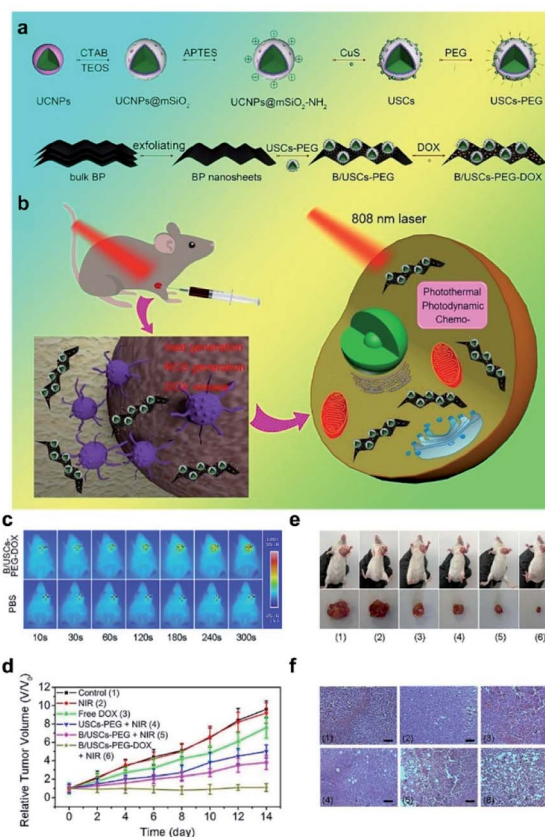 a
CTAB
TEOS
APTES
CuS
PEG
UCNPs
UCNPs@mSiO₂
UCNPs@mSiO₂-NH₂
USCs
USCs-PEG
exfoliating
USCs-PEG
DOX
bulk BP
BP nanosheets
B/USCs-PEG
B/USCs-PEG-DOX
b
808 nm laser
Photothermal
Photodynamic
Chemo-
generation
generation
c
B/USCs-
PEG-DOX
PBS
10s 30s 60s 120s 180s 240s 300s
d
Relative Tumor Volume (V/V₀)
12
10
8
6
4
2
0
Control (1)
NIR (2)
Free DOX (3)
USCs-PEG + NIR (4)
B/USCs-PEG + NIR (5)
B/USCs-PEG-DOX
+ NIR (6)
0 2 4 6 8 10 12 14
Time (day)
e
(1) (2) (3) (4) (5) (6)
f
(1) (2) (3)
(4) (5) (6)